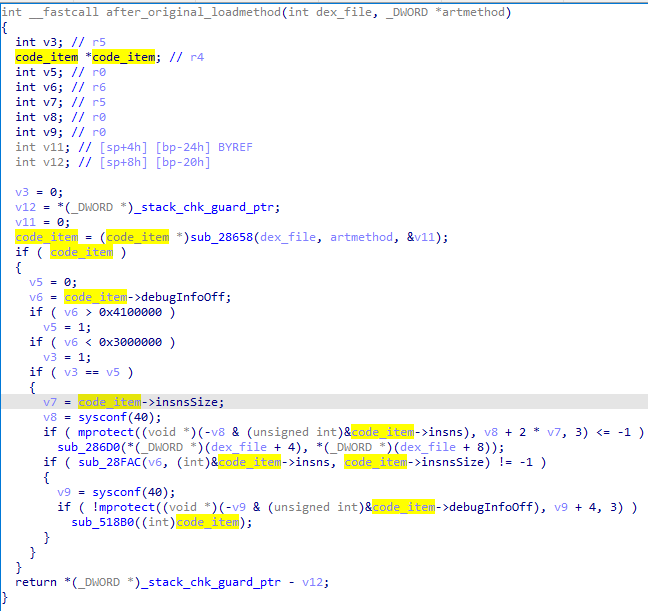 int __fastcall after_original_loadmethod(int dex_file, _DWORD *artmethod)
{
  int v3; // r5
  code_item *code_item; // r4
  int v5; // r0
  int v6; // r6
  int v7; // r5
  int v8; // r0
  int v9; // r0
  int v11; // [sp+4h] [bp-24h] BYREF
  int v12; // [sp+8h] [bp-20h]

  v3 = 0;
  v12 = *(_DWORD *)_stack_chk_guard_ptr;
  v11 = 0;
  code_item = (code_item *)sub_28658(dex_file, artmethod, &v11);
  if ( code_item )
  {
    v5 = 0;
    v6 = code_item->debugInfoOff;
    if ( v6 > 0x4100000 )
      v5 = 1;
    if ( v6 < 0x3000000 )
      v3 = 1;
    if ( v3 == v5 )
    {
      v7 = code_item->insnsSize;
      v8 = sysconf(40);
      if ( mprotect((void *)(-v8 & (unsigned int)&code_item->insns), v8 + 2 * v7, 3) <= -1 )
        sub_286D0(*(_DWORD *)(dex_file + 4), *(_DWORD *)(dex_file + 8));
      if ( sub_28FAC(v6, (int)&code_item->insns, code_item->insnsSize) != -1 )
      {
        v9 = sysconf(40);
        if ( !mprotect((void *)(-v9 & (unsigned int)&code_item->debugInfoOff), v9 + 4, 3) )
          sub_518B0((int)code_item);
      }
    }
  }
  return *(_DWORD *)_stack_chk_guard_ptr - v12;
}